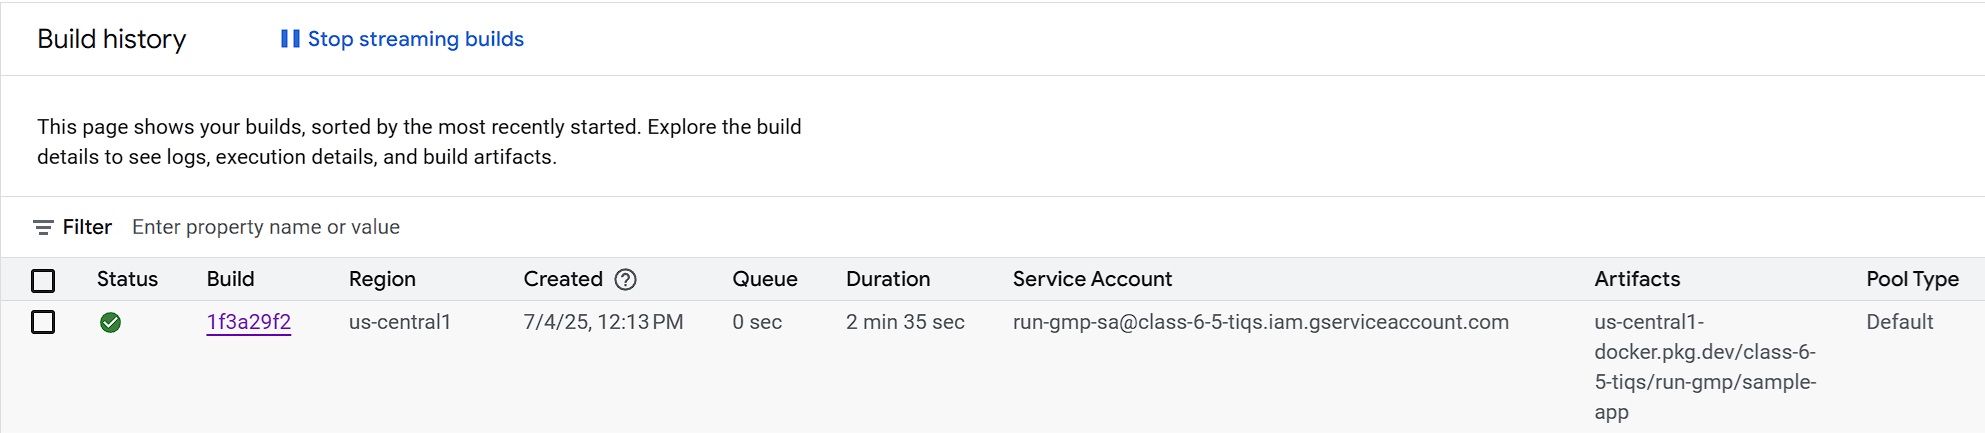 Build history
Stop streaming builds
This page shows your builds, sorted by the most recently started. Explore the build
details to see logs, execution details, and build artifacts.
Filter Enter property name or value
Status Build Region Created Queue Duration Service Account Artifacts Pool Type
1f3a29f2 us-central1 7/4/25, 12:13 PM 0 sec 2 min 35 sec run-gmp-sa@class-6-5-tiqs.iam.gserviceaccount.com us-central1- Default
docker.pkg.dev/class-6-
5-tiqs/run-gmp/sample-
app